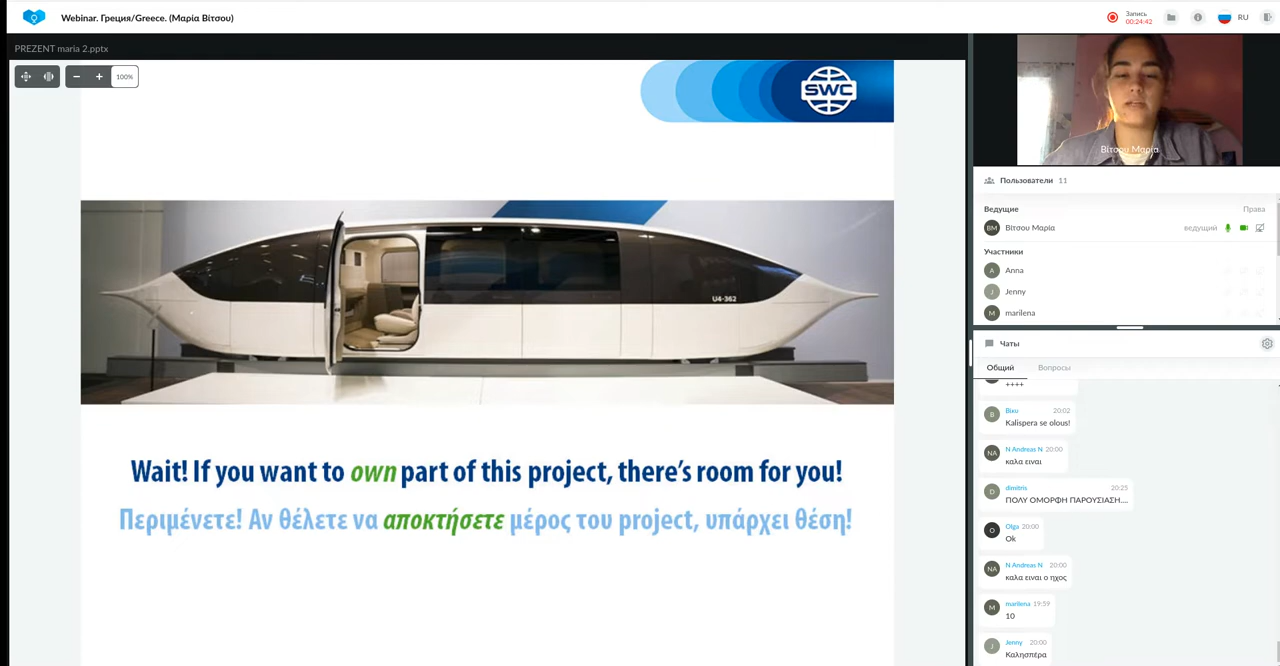 Webinar. Греция/Greece. (Μαρία Βίτσου)
Запись
00:24:42
RU
PREZENT maria 2.pptx
100%
SWC
U4-362
Wait! If you want to own part of this project, there's room for you!
Περιμένετε! Αν θέλετε να αποκτήσετε μέρος του project, υπάρχει θέση!
Βίτσου Μαρία
Пользователи 11
Ведущие Права
ВМ Βίτσου Μαρία ведущий
Участники
A Anna
J Jenny
M marilena
Чаты
Общий Вопросы
++++
B Bixu 20:02
Kalispera se olous!
NA N Andreas N 20:00
καλα ειναι
D dimitris 20:25
ΠΟΛΥ ΟΜΟΡΦΗ ΠΑΡΟΥΣΙΑΣΗ....
O Olga 20:00
Ok
NA N Andreas N 20:00
καλα ειναι ο ηχος
M marilena 19:59
10
J Jenny 20:00
Καλησπέρα